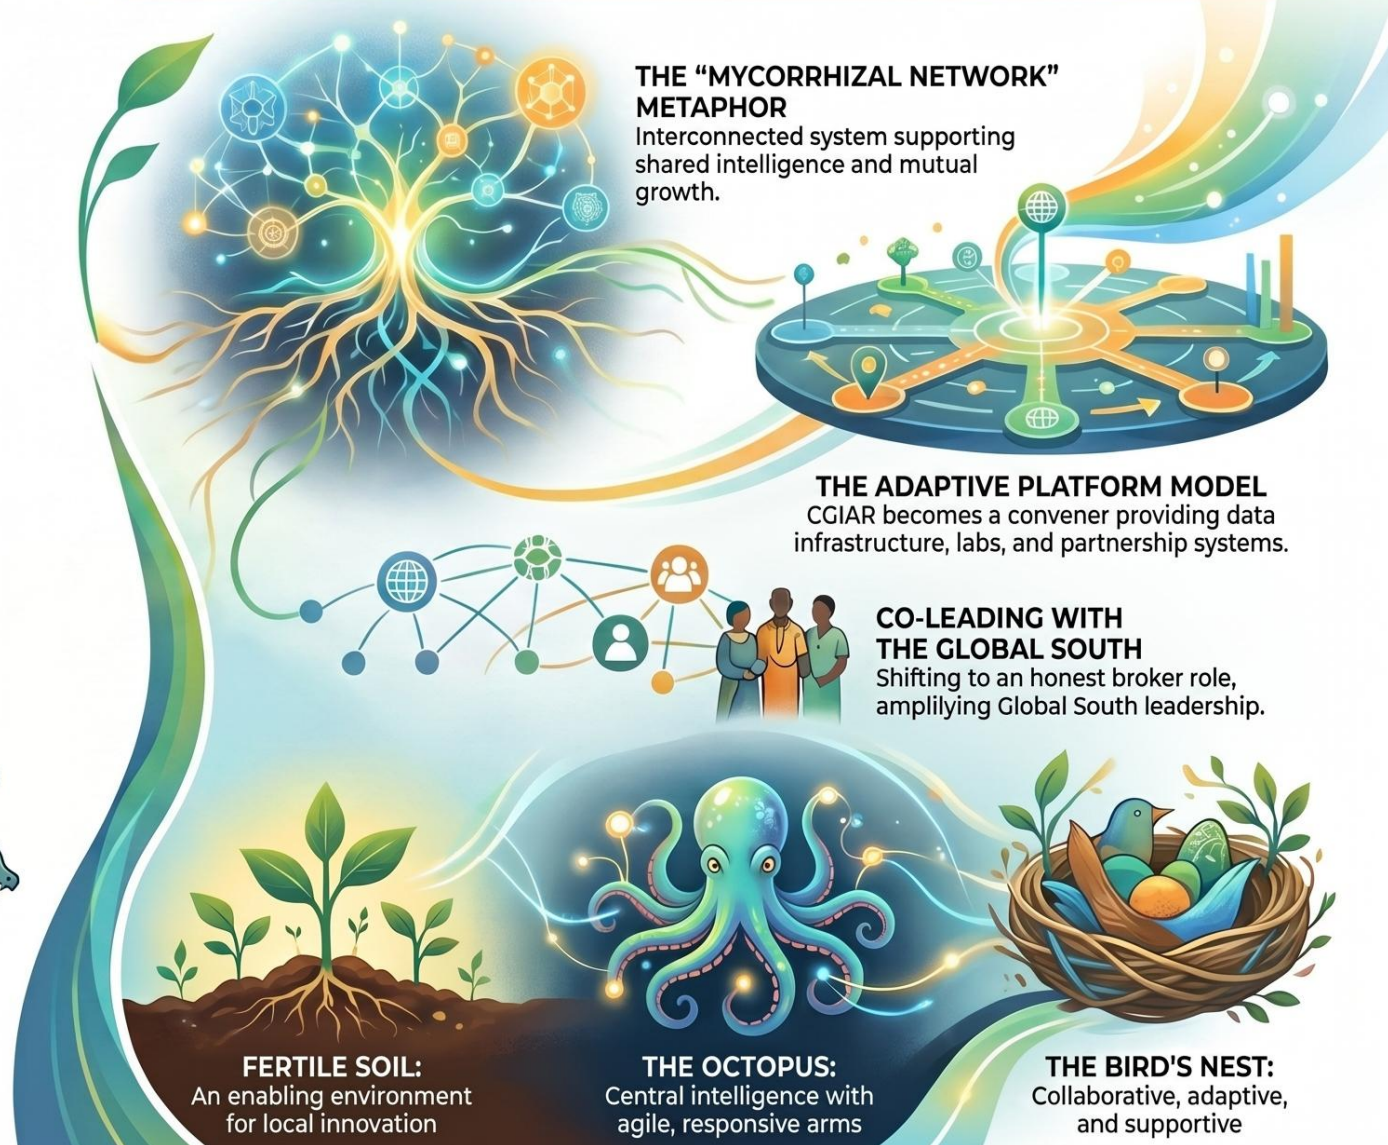 THE “MYCORRHIZAL NETWORK”
METAPHOR
Interconnected system supporting
shared intelligence and mutual
growth.
THE ADAPTIVE PLATFORM MODEL
CGIAR becomes a convener providing data
infrastructure, labs, and partnership systems.
CO-LEADING WITH
THE GLOBAL SOUTH
Shifting to an honest broker role,
amplilying Global South leadership.
FERTILE SOIL:
An enabling environment
for local innovation
THE OCTOPUS:
Central intelligence with
agile, responsive arms
THE BIRD'S NEST:
Collaborative, adaptive,
and supportive